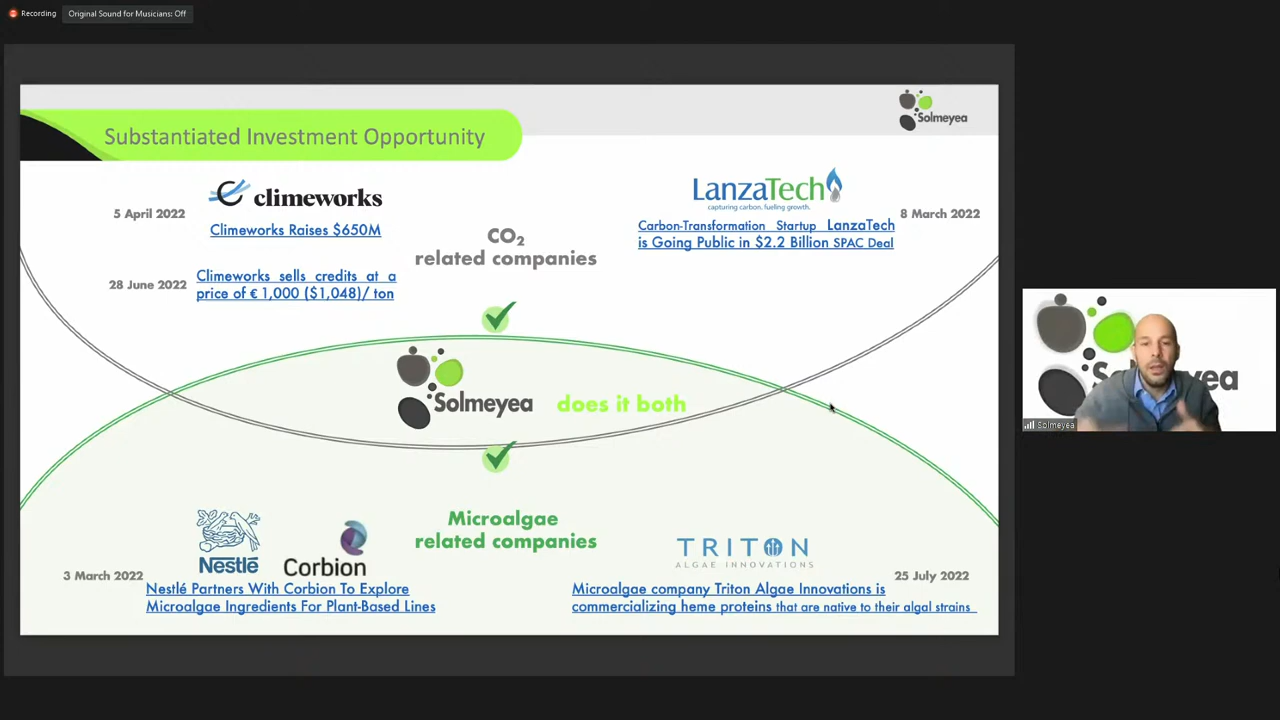 Recording
Original Sound for Musicians: Off
Substantiated Investment Opportunity
Solmeyea
climeworks
5 April 2022
Climeworks Raises $650M
28 June 2022
Climeworks sells credits at a
price of € 1,000 ($1,048)/ ton
CO₂
related companies
LanzaTech
capturing carbon. fueling growth.
8 March 2022
Carbon-Transformation Startup LanzaTech
is Going Public in $2.2 Billion SPAC Deal
Solmeyea
does it both
Microalgae
related companies
Nestlé
Corbion
3 March 2022
Nestlé Partners With Corbion To Explore
Microalgae Ingredients For Plant-Based Lines
TRITON
ALGAE INNOVATIONS
25 July 2022
Microalgae company Triton Algae Innovations is
commercializing heme proteins that are native to their algal strains
Solmeyea